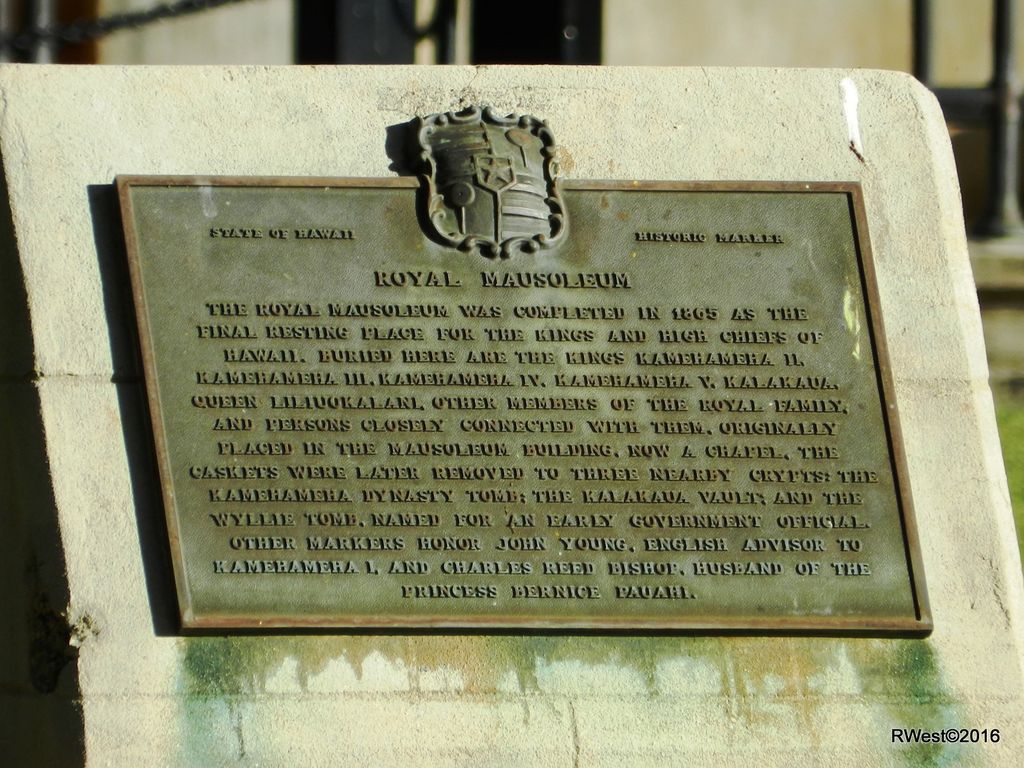 STATE OF HAWAII
HISTORIC MARKER
ROYAL MAUSOLEUM
THE ROYAL MAUSOLEUM WAS COMPLETED IN 1865 AS THE
FINAL RESTING PLACE FOR THE KINGS AND HIGH CHIEFS OF
HAWAII. BURIED HERE ARE THE KINGS KAMEHAMEHA II,
KAMEHAMEHA III, KAMEHAMEHA IV, KAMEHAMEHA V, KALAKAUA,
QUEEN LILIUOKALANI, OTHER MEMBERS OF THE ROYAL FAMILY,
AND PERSONS CLOSELY CONNECTED WITH THEM. ORIGINALLY
PLACED IN THE MAUSOLEUM BUILDING, NOW A CHAPEL, THE
CASKETS WERE LATER REMOVED TO THREE NEARBY CRYPTS: THE
KAMEHAMEHA DYNASTY TOMB; THE KALAKAUA VAULT; AND THE
WYLLIE TOMB, NAMED FOR AN EARLY GOVERNMENT OFFICIAL.
OTHER MARKERS HONOR JOHN YOUNG, ENGLISH ADVISOR TO
KAMEHAMEHA I, AND CHARLES REED BISHOP, HUSBAND OF THE
PRINCESS BERNICE PAUAHI.
RWest©2016